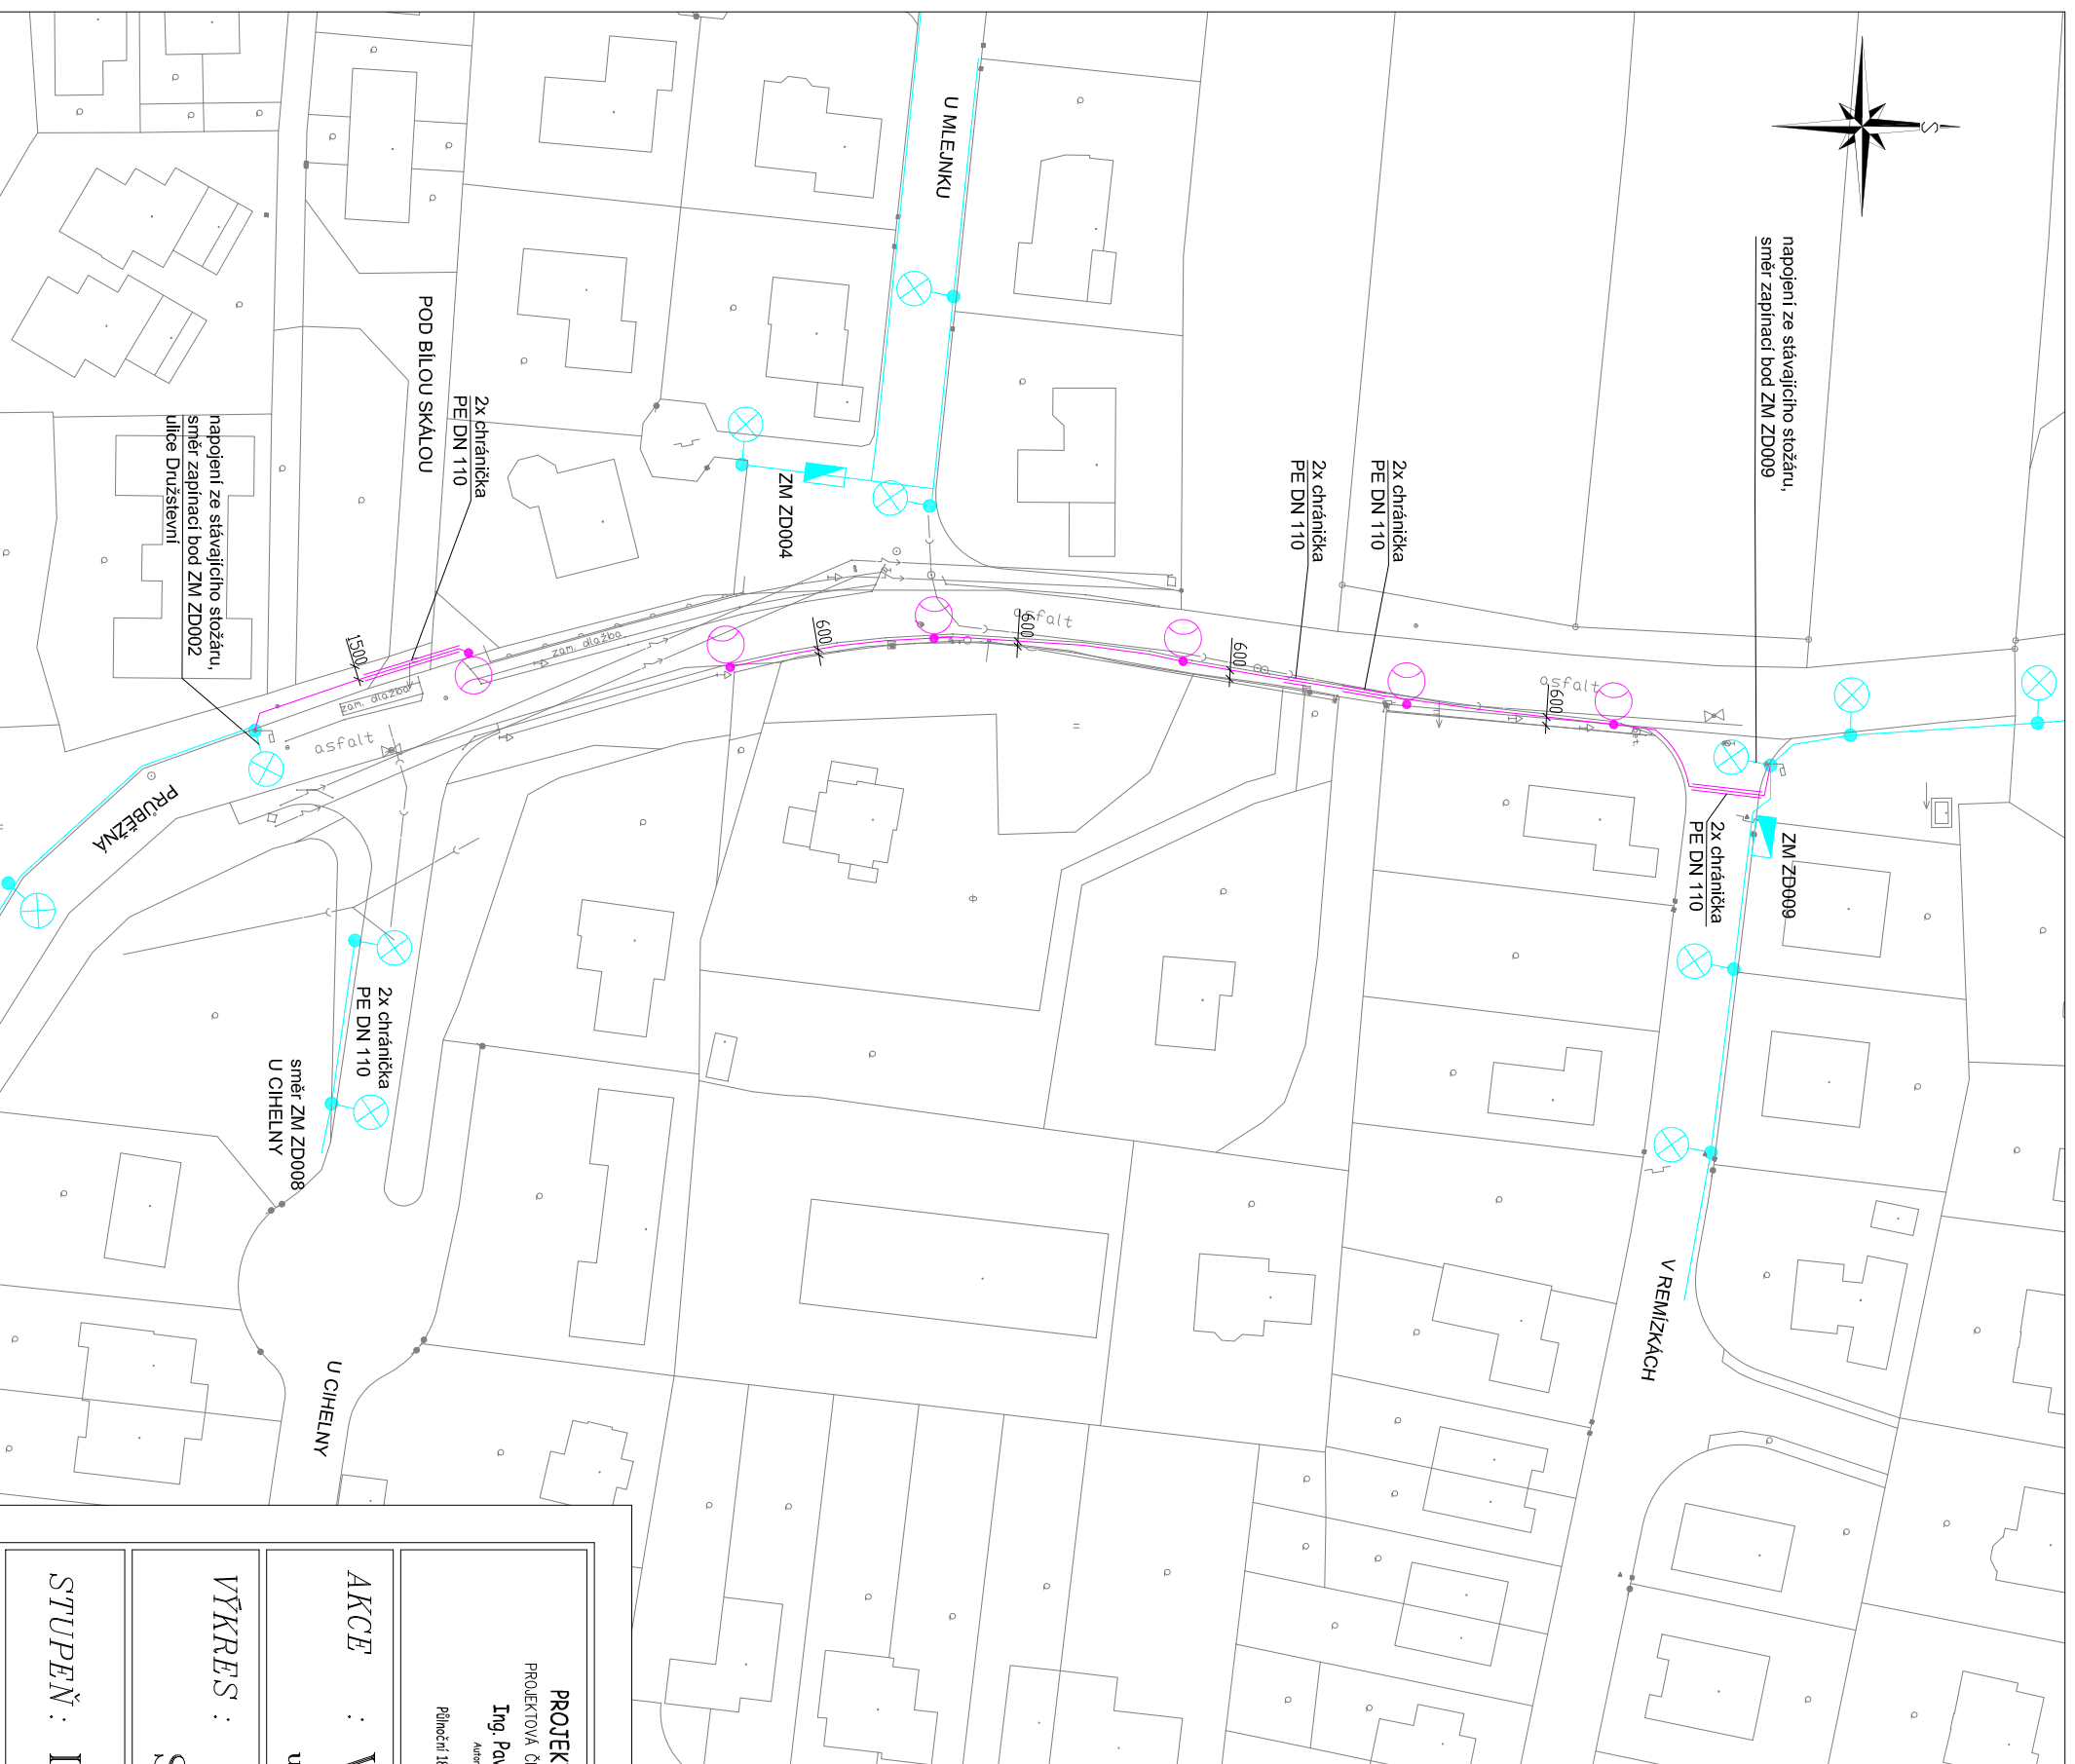 S
napojení ze stávajícího stožáru,
směr zapínací bod ZM ZD009
U MLEJNKU
2x chránička
PE DN 110
2x chránička
PE DN 110
POD BÍLOU SKÁLOU
2x chránička
PE DN 110
napojení ze stávajícího stožáru,
směr zapínací bod ZM ZD002
ulice Družstevní
ZM ZD004
asfalt
600
600
600
600
asfalt
zam. dlažba
1500
zam. dlažba
asfalt
PRŮBĚŽNÁ
ZM ZD009
2x chránička
PE DN 110
2x chránička
PE DN 110
směr ZM ZD008
U CIHELNY
V REMÍZKÁCH
U CIHELNY
PROJEK
PROJEKTOVÁ Č
Ing. Pav
Autor
Půlnoční 18
AKCE :
VÝKRES :
STUPEŇ :